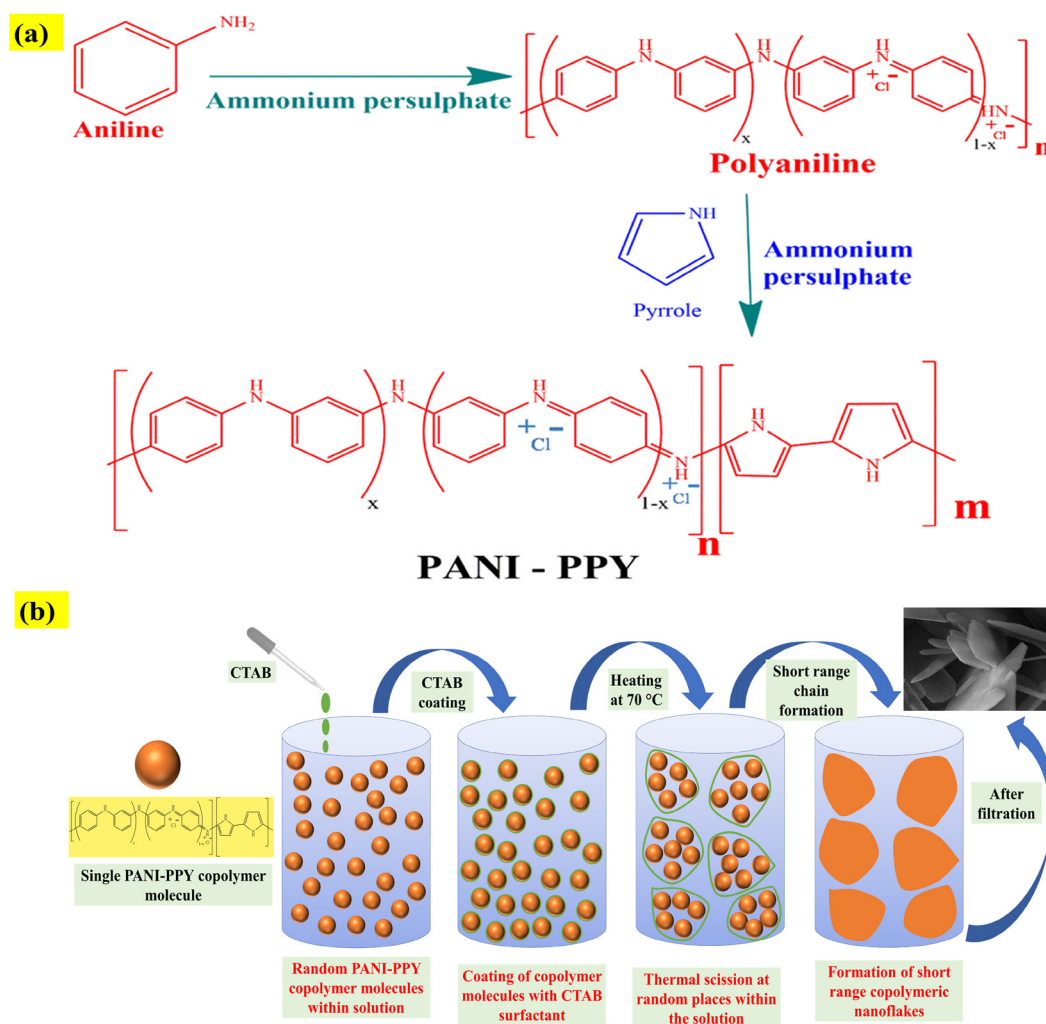 (a)
NH₂
Aniline
Ammonium persulphate
H
N
H
N
H
N
+ −
Cl
x
HN
+ −
Cl
1-x
n
Polyaniline
NH
Pyrrole
Ammonium
persulphate
H
N
H
N
H
N
+ −
Cl
x
N
H
+ −
Cl
1-x
n
H
N
N
H
m
PANI - PPY
(b)
CTAB
CTAB
coating
Heating
at 70 °C
Short range
chain
formation
After
filtration
Single PANI-PPY copolymer
molecule
Random PANI-PPY
copolymer molecules
within solution
Coating of copolymer
molecules with CTAB
surfactant
Thermal scission at
random places within
the solution
Formation of short
range copolymeric
nanoflakes